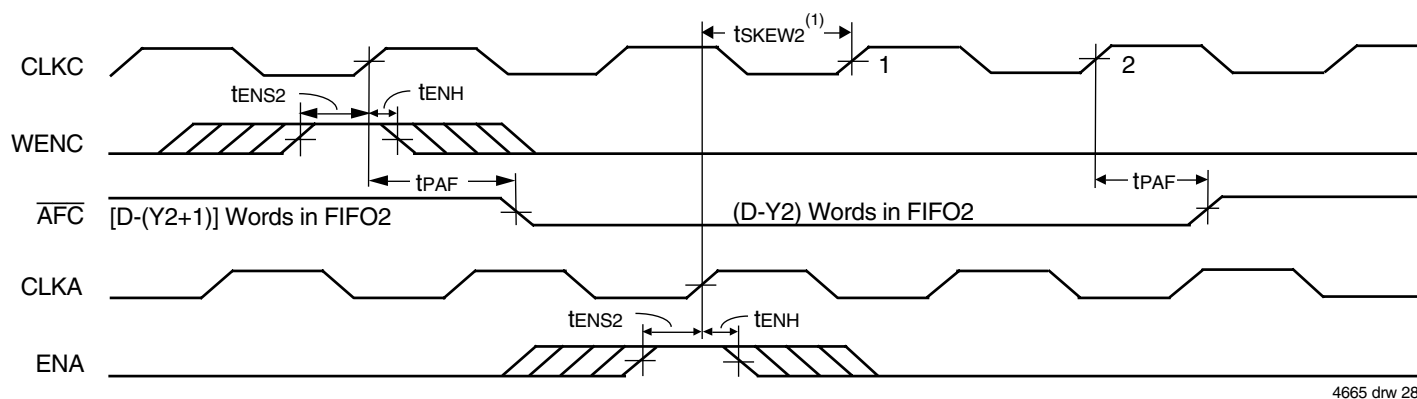 tSKEW2(1)
CLKC 1 2
tENS2 tENH
WENC
tPAF tPAF
AFC [D-(Y2+1)] Words in FIFO2 (D-Y2) Words in FIFO2
CLKA
tENS2 tENH
ENA
4665 drw 28